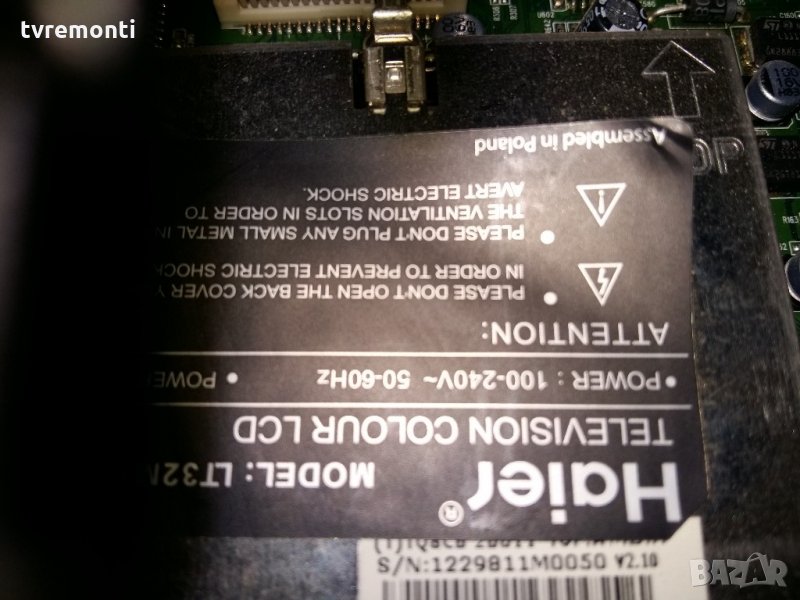 tvremonti
Haier®
MODEL: LT32
TELEVISION COLOUR LCD
• POWER : 100-240V~ 50-60Hz • POWE
ATTENTION:
• PLEASE DON'T OPEN THE BACK COVER
IN ORDER TO PREVENT ELECTRIC SHOCK
• PLEASE DON'T PLUG ANY SMALL METAL IN
THE VENTILATION SLOTS IN ORDER TO
AVERT ELECTRIC SHOCK.
Assembled in Poland
S/N:1229811M0050 V2.10
BAZAR